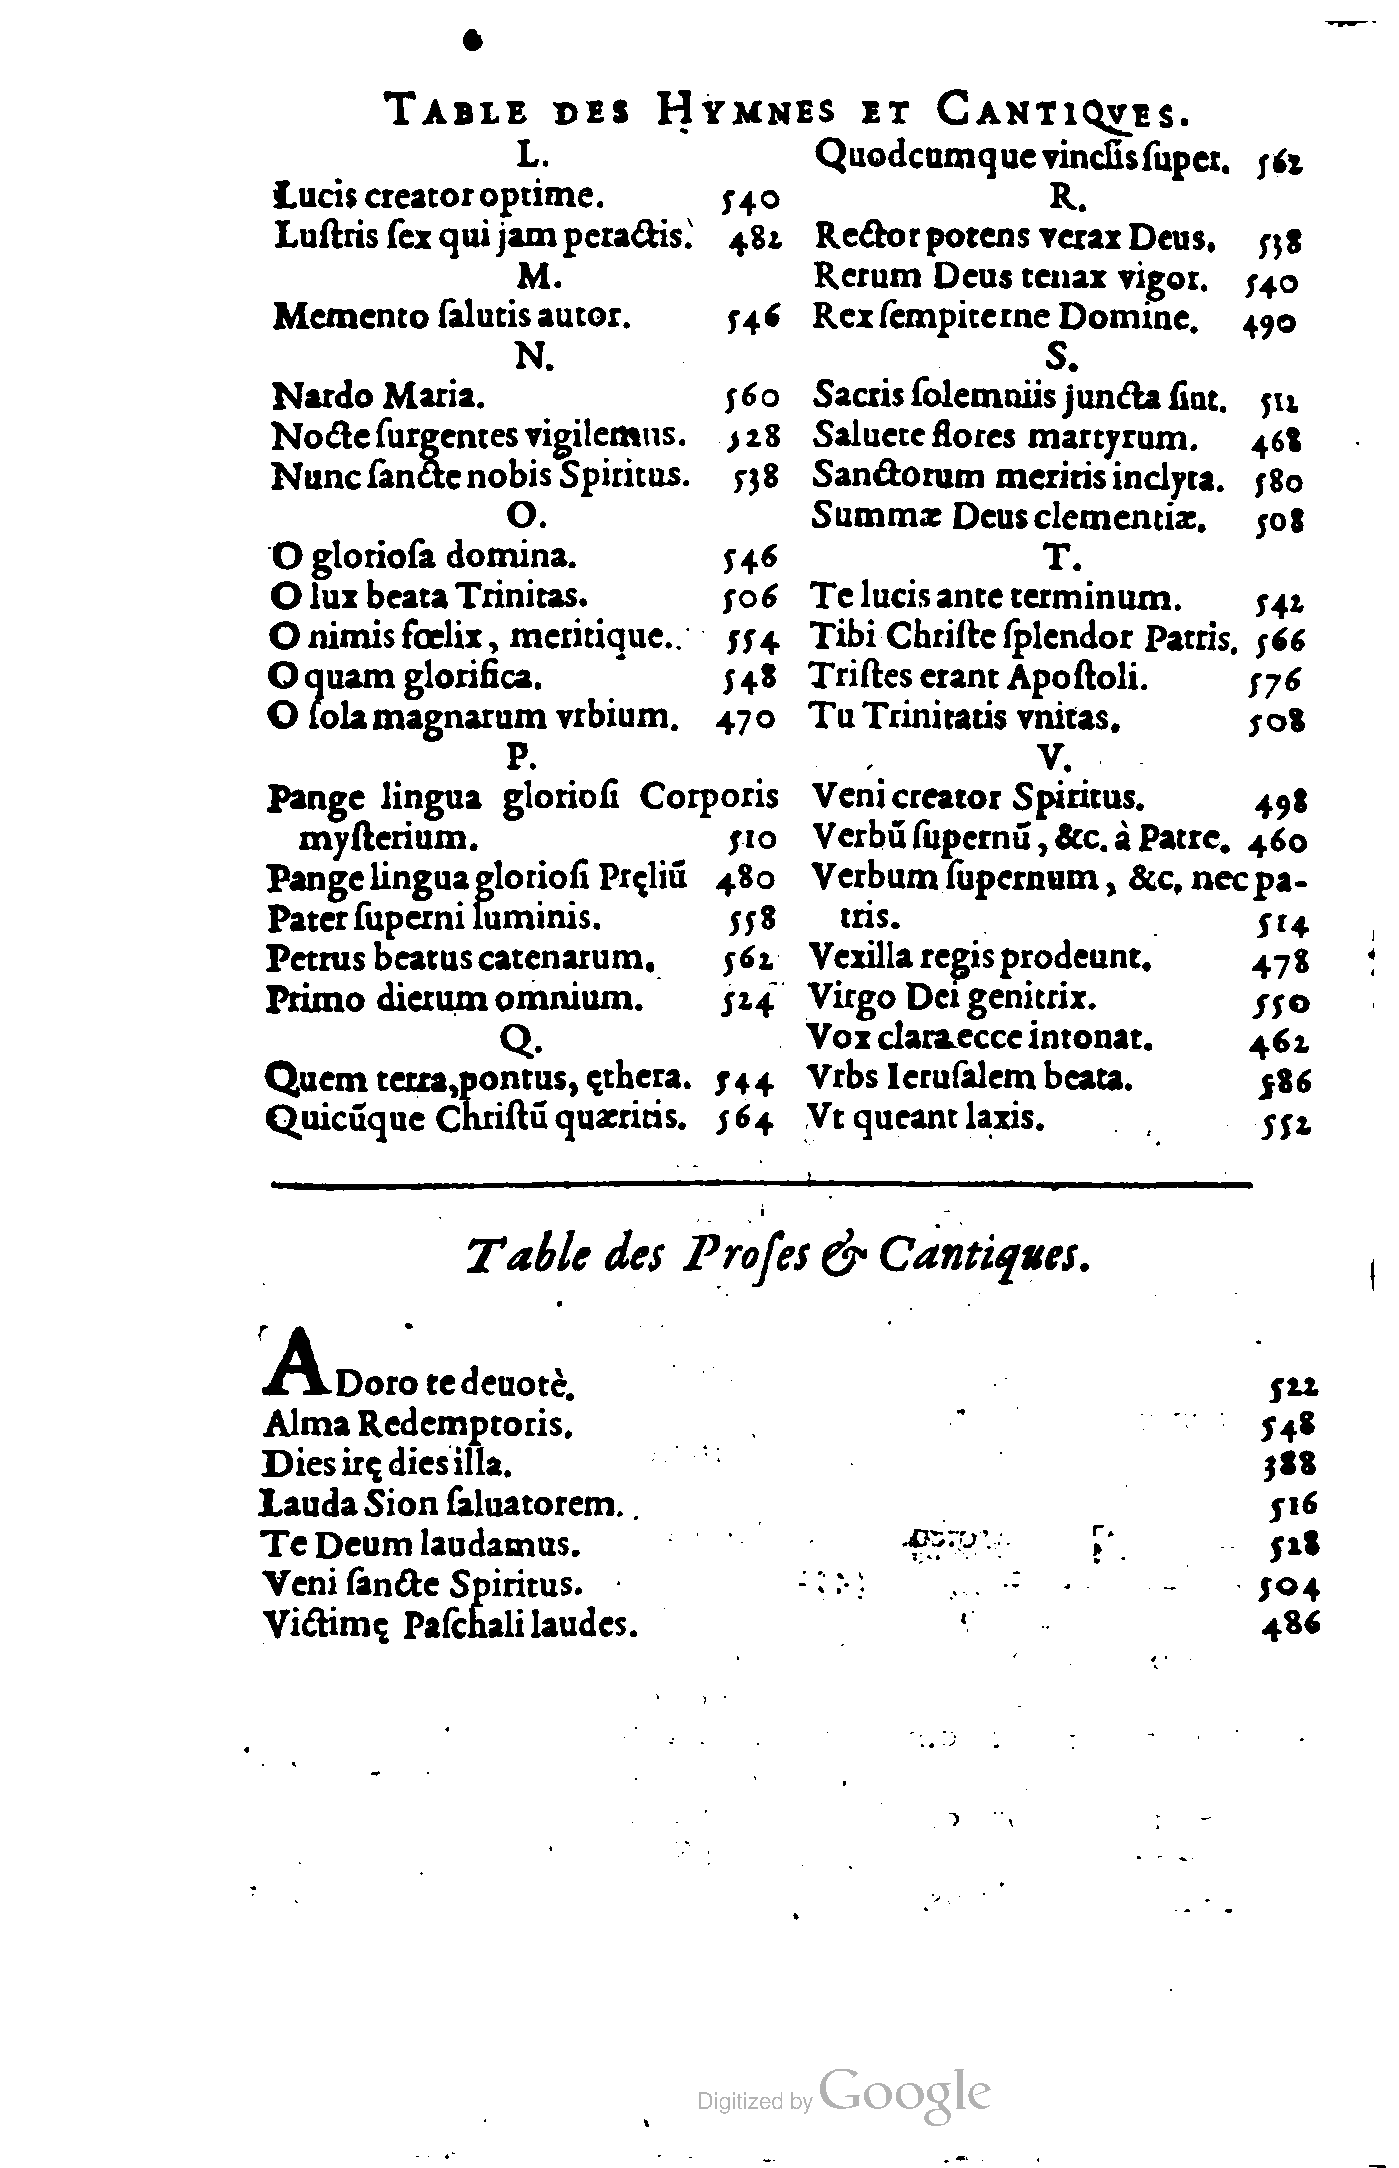 TABLE DES HYMNES ET CANTIQVES.
L.
Lucis creator optime. 540
Luſtris ſex qui jam peractis. 482
M.
Memento ſalutis autor. 546
N.
Nardo Maria. 560
Nocte ſurgentes vigilemus. 528
Nunc ſancte nobis Spiritus. 538
O.
O glorioſa domina. 546
O lux beata Trinitas. 506
O nimis fœlix, meritique. 554
O quam glorifica. 548
O ſola magnarum vrbium. 470
P.
Pange lingua glorioſi Corporis
myſterium. 510
Pange lingua glorioſi Pręliū 480
Pater ſuperni luminis. 558
Petrus beatus catenarum. 562
Primo dierum omnium. 524
Q.
Quem terra, pontus, ęthera. 544
Quicūque Chriſtū quæritis. 564
Quodcumque vinclis ſuper. 562
R.
Rector potens verax Deus. 538
Rerum Deus tenax vigor. 540
Rex ſempiterne Domine. 490
S.
Sacris ſolemniis juncta ſint. 512
Saluete flores martyrum. 468
Sanctorum meritis inclyta. 580
Summæ Deus clementiæ. 508
T.
Te lucis ante terminum. 542
Tibi Chriſte ſplendor Patris. 566
Triſtes erant Apoſtoli. 576
Tu Trinitatis vnitas. 508
V.
Veni creator Spiritus. 498
Verbū ſupernū, &c. à Patre. 460
Verbum ſupernum, &c. nec pa-
tris. 514
Vexilla regis prodeunt. 478
Virgo Dei genitrix. 550
Vox clara ecce intonat. 462
Vrbs Ieruſalem beata. 586
Vt queant laxis. 552
Table des Proſes & Cantiques.
ADoro te deuotè. 522
Alma Redemptoris. 548
Dies irę dies illa. 388
Lauda Sion ſaluatorem. 516
Te Deum laudamus. 528
Veni ſancte Spiritus. 504
Victimę Paſchali laudes. 486
Digitized by Google